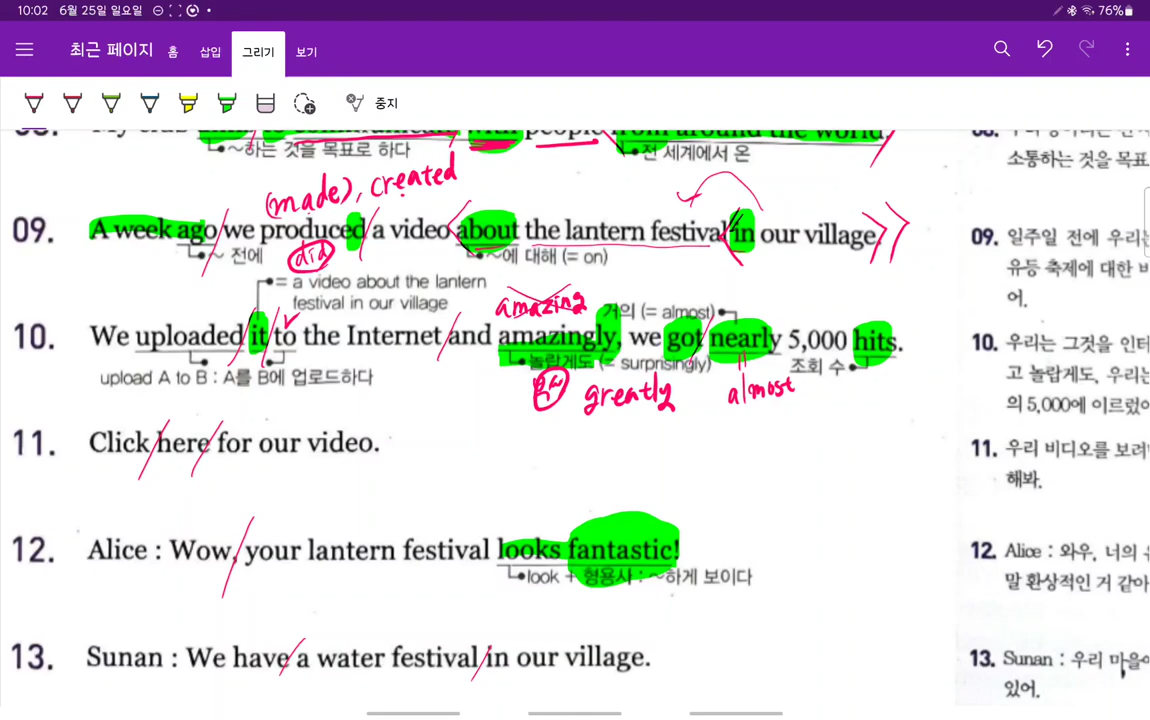 10:02 6월 25일 일요일 76%
최근 페이지 홈 삽입 그리기 보기
중지
from around the world
~하는 것을 목표로 하다 전 세계에서 온
소통하는 것을 목표
(made), created
09. A week ago we produced a video about the lantern festival in our village.
~ 전에 did ~에 대해 (= on)
09. 일주일 전에 우리는
유등 축제에 대한 비
어.
= a video about the lantern
festival in our village
amazing 거의 (= almost)
10. We uploaded it to the Internet and amazingly, we got nearly 5,000 hits.
upload A to B : A를 B에 업로드하다 놀랍게도 (= surprisingly) 조회 수
greatly almost
10. 우리는 그것을 인터
고 놀랍게도, 우리는
의 5,000에 이르렀어
11. Click here for our video.
11. 우리 비디오를 보려
해봐.
12. Alice : Wow, your lantern festival looks fantastic!
look + 형용사 : ~하게 보이다
12. Alice : 와우, 너의
말 환상적인 거 같아
13. Sunan : We have a water festival in our village.
13. Sunan : 우리 마을
있어.